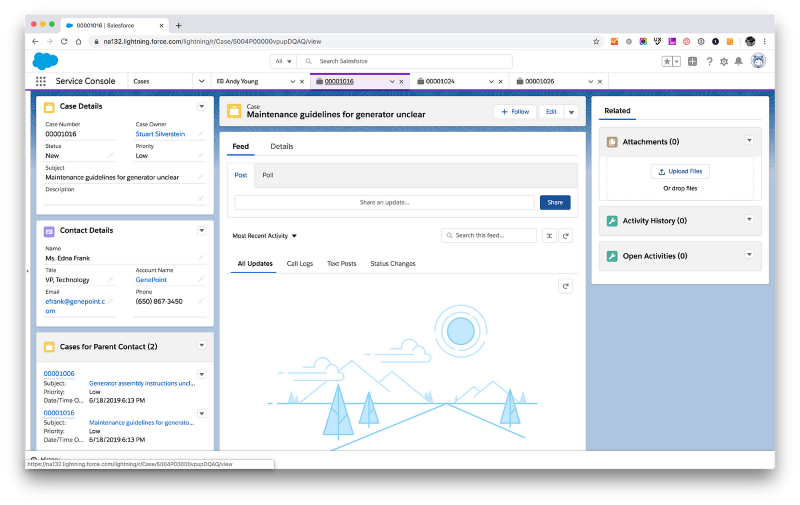 00001016 | Salesforce
na132.lightning.force.com/lightning/r/Case/5004P00000vpupDQAQ/view
All
Search Salesforce
Service Console
Cases
Andy Young
00001016
00001024
00001026
Case Details
Case Number
Case Owner
00001016
Stuart Silverstein
Status
Priority
New
Low
Subject
Maintenance guidelines for generator unclear
Description
Contact Details
Name
Ms. Edna Frank
Title
Account Name
VP, Technology
GenePoint
Email
Phone
efrank@genepoint.c
om
(650) 867-3450
Cases for Parent Contact (2)
00001006
Subject: Generator assembly instructions uncl...
Priority: Low
Date/Time O... 6/18/2019 6:13 PM
00001016
Subject: Maintenance guidelines for generato...
Priority: Low
Date/Time O... 6/18/2019 6:13 PM
Case
Maintenance guidelines for generator unclear
+ Follow
Edit
Feed
Details
Post
Poll
Share an update...
Share
Most Recent Activity
Search this feed...
All Updates
Call Logs
Text Posts
Status Changes
Related
Attachments (0)
Upload Files
Or drop files
Activity History (0)
Open Activities (0)
History
https://na132.lightning.force.com/lightning/r/Case/5004P00000vpupDQAQ/view